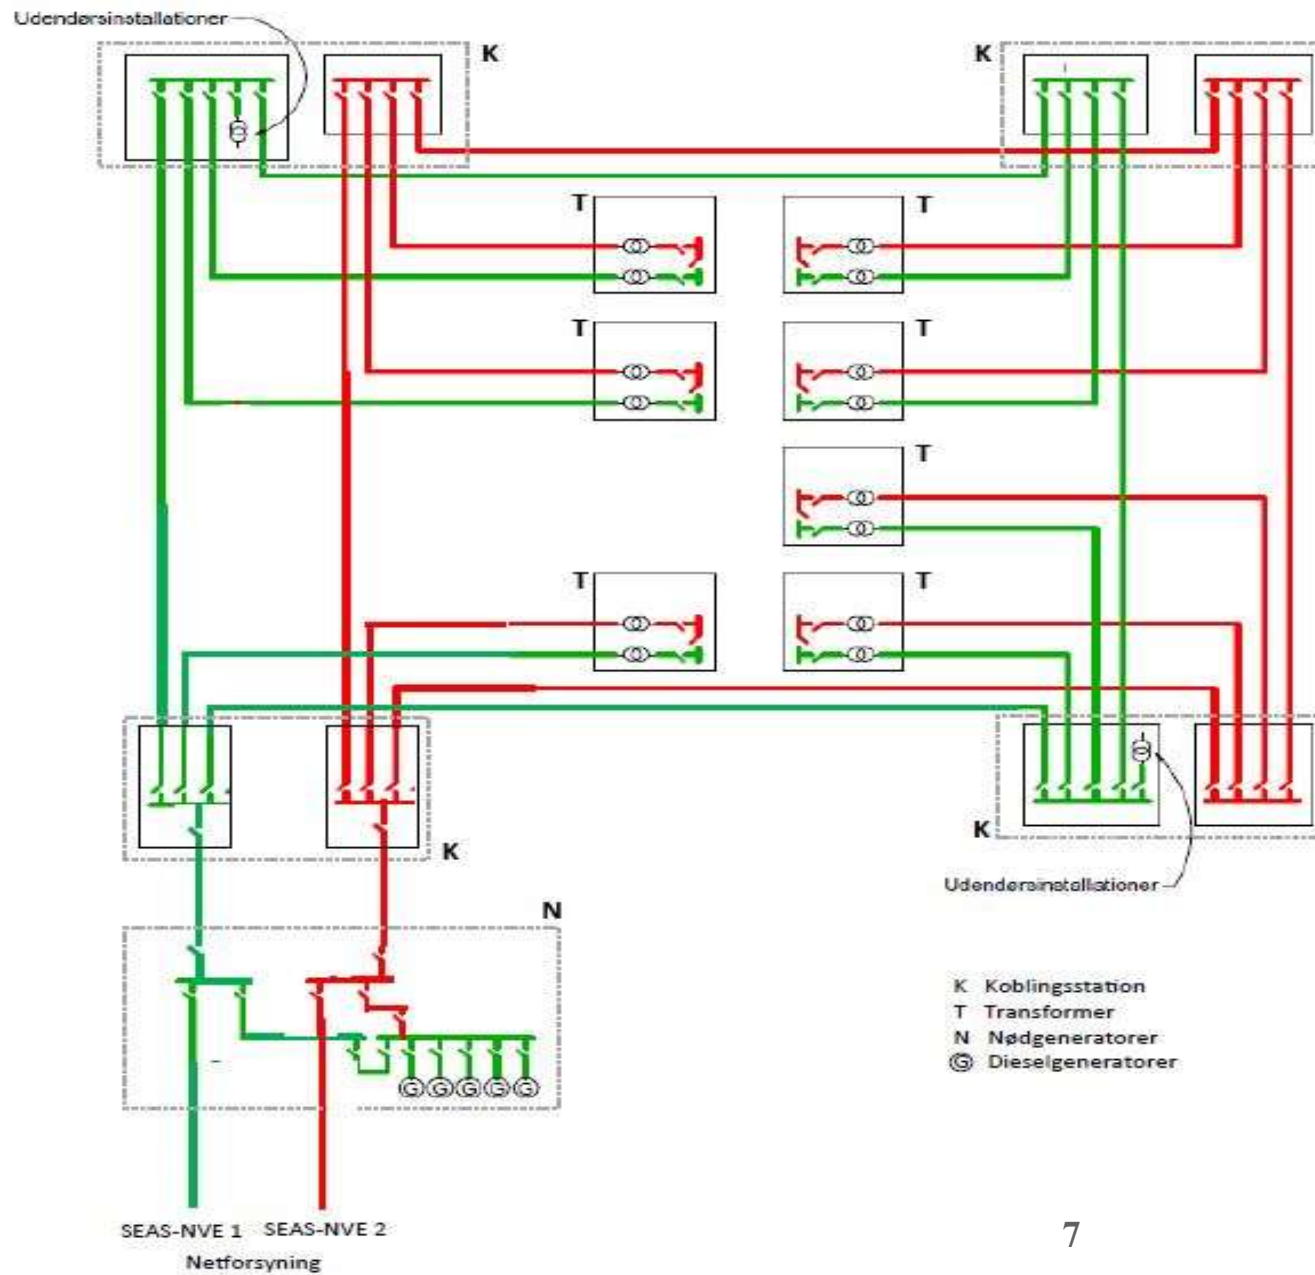 Udendørsinstallationer
K
K
T
T
T
T
T
T
T
K
K
Udendørsinstallationer
N
K Koblingsstation
T Transformer
N Nødgeneratorer
G Dieselgeneratorer
G G G G G
SEAS-NVE 1 SEAS-NVE 2
Netforsyning
7